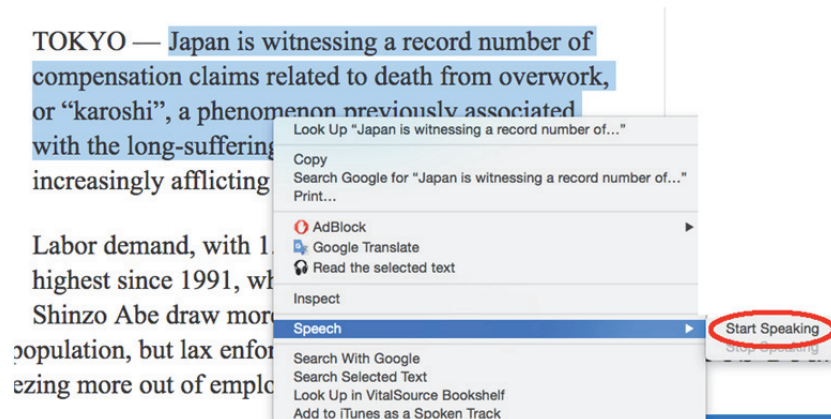 TOKYO — Japan is witnessing a record number of
compensation claims related to death from overwork,
or “karoshi”, a phenomenon previously associated
with the long-suffering
increasingly afflicting
Labor demand, with 1.
highest since 1991, wh
Shinzo Abe draw more
population, but lax enfor
ezing more out of emplo
Look Up “Japan is witnessing a record number of...”
Copy
Search Google for “Japan is witnessing a record number of...”
Print...
AdBlock
Google Translate
Read the selected text
Inspect
Speech
Start Speaking
Stop Speaking
Search With Google
Search Selected Text
Look Up in VitalSource Bookshelf
Add to iTunes as a Spoken Track